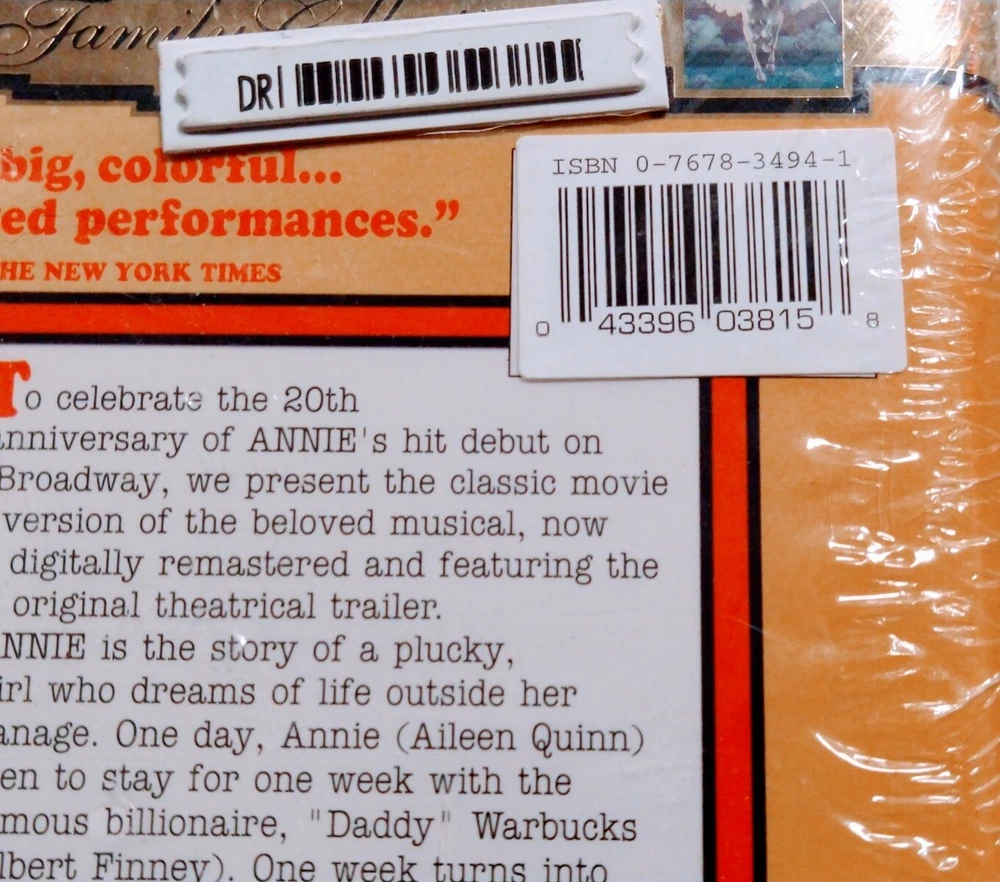 Family Collection
DR
ISBN 0-7678-3494-1
0 43396 03815 8
big, colorful...
ed performances.”
HE NEW YORK TIMES
To celebrate the 20th
nniversary of ANNIE's hit debut on
Broadway, we present the classic movie
version of the beloved musical, now
digitally remastered and featuring the
original theatrical trailer.
NNIE is the story of a plucky,
irl who dreams of life outside her
anage. One day, Annie (Aileen Quinn)
en to stay for one week with the
mous billionaire, "Daddy" Warbucks
lbert Finney). One week turns into